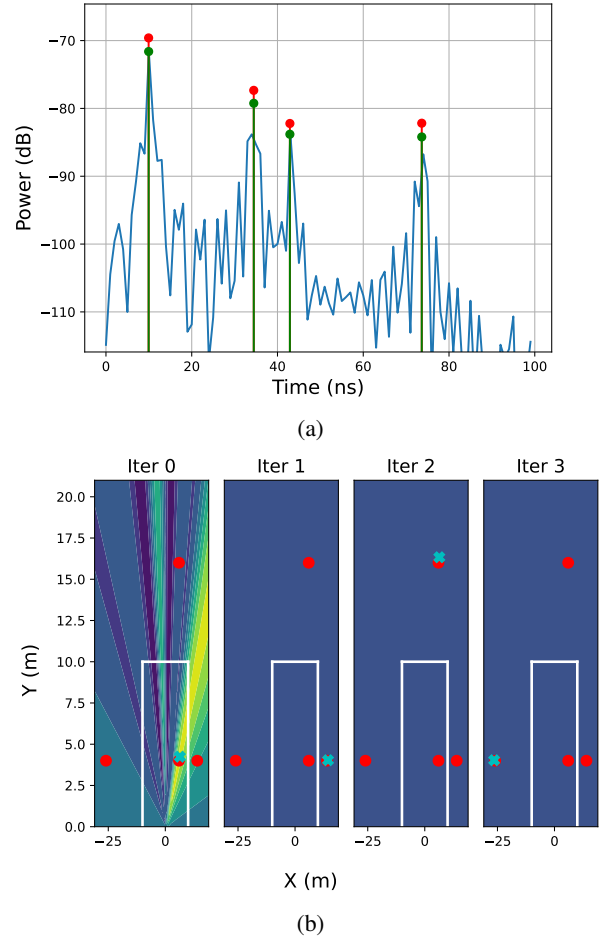 −70
−80
−90
−100
−110
Power (dB)
0 20 40 60 80 100
Time (ns)
(a)
Iter 0 Iter 1 Iter 2 Iter 3
20.0
17.5
15.0
12.5
10.0
7.5
5.0
2.5
0.0
Y (m)
−25 0 −25 0 −25 0 −25 0
X (m)
(b)